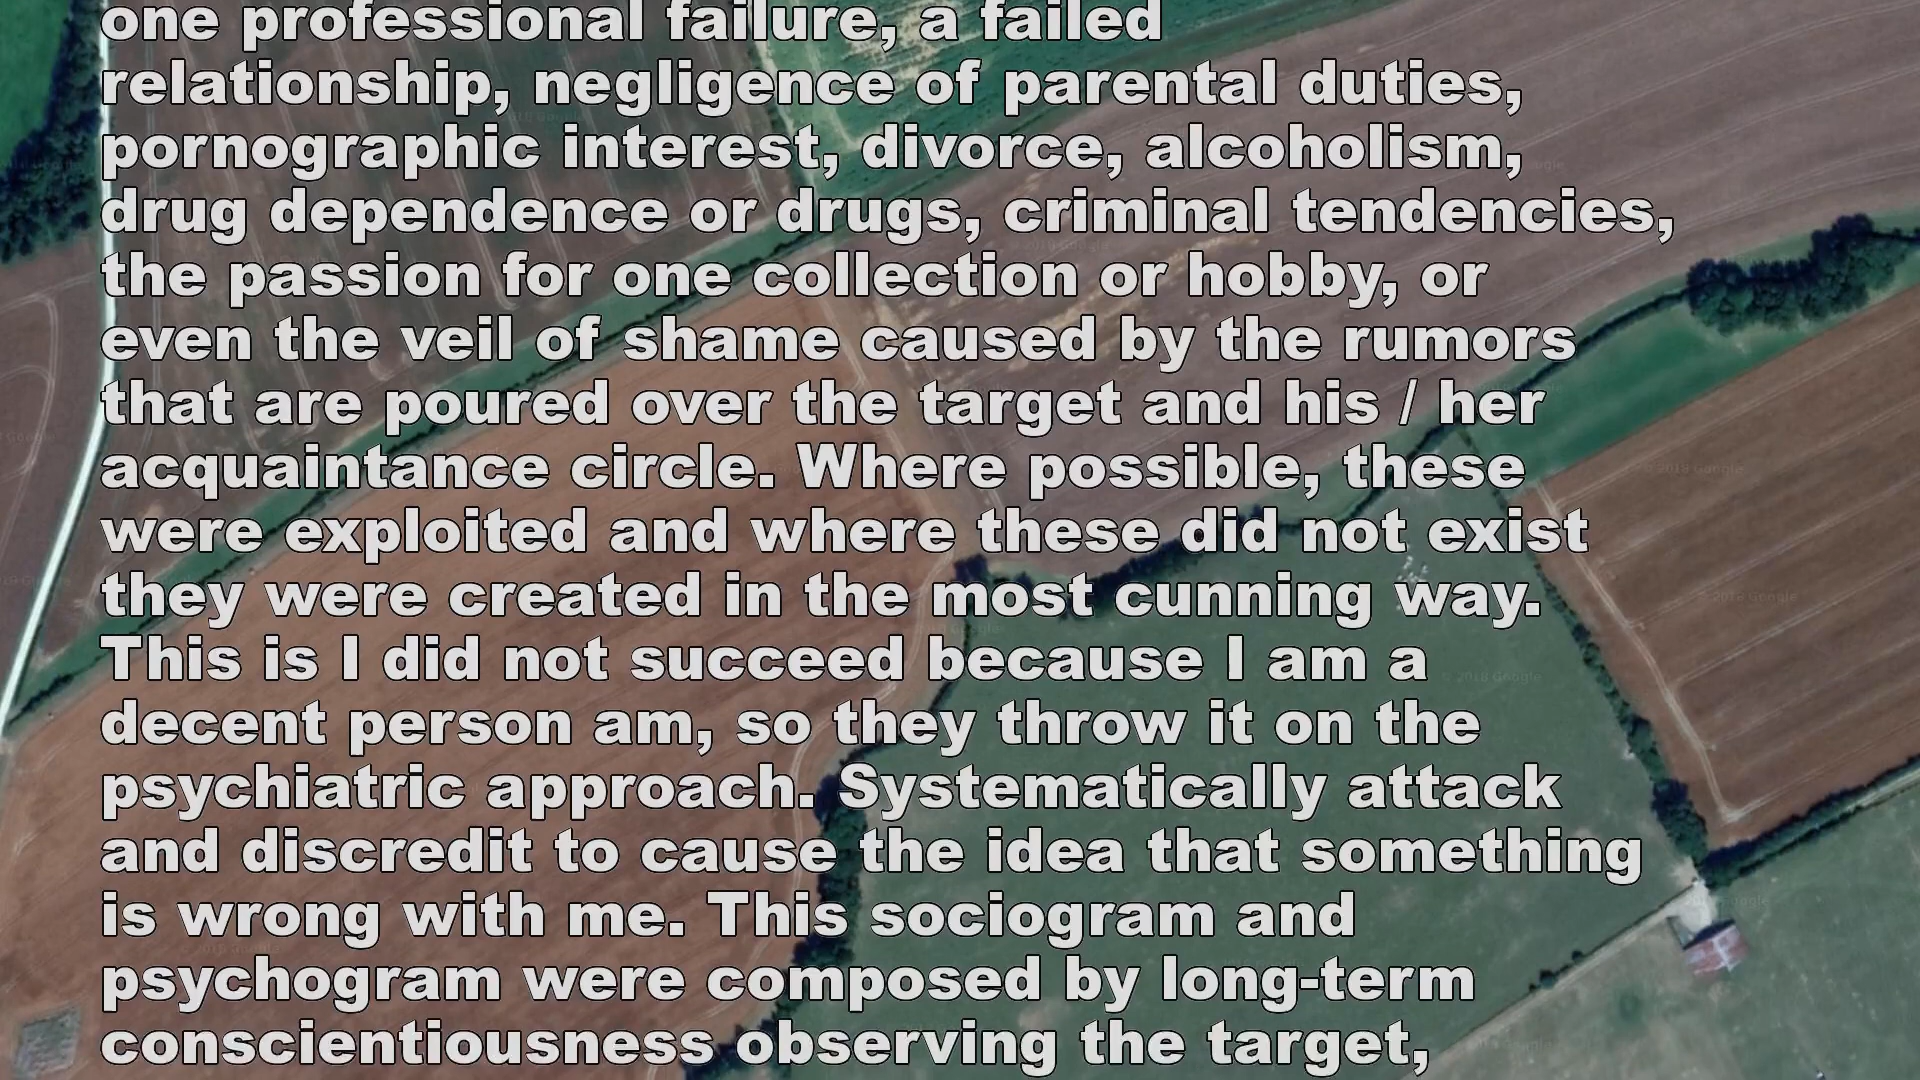 one professional failure, a failed
relationship, negligence of parental duties,
pornographic interest, divorce, alcoholism,
drug dependence or drugs, criminal tendencies,
the passion for one collection or hobby, or
even the veil of shame caused by the rumors
that are poured over the target and his / her
acquaintance circle. Where possible, these
were exploited and where these did not exist
they were created in the most cunning way.
This is I did not succeed because I am a
decent person am, so they throw it on the
psychiatric approach. Systematically attack
and discredit to cause the idea that something
is wrong with me. This sociogram and
psychogram were composed by long-term
conscientiousness observing the target,